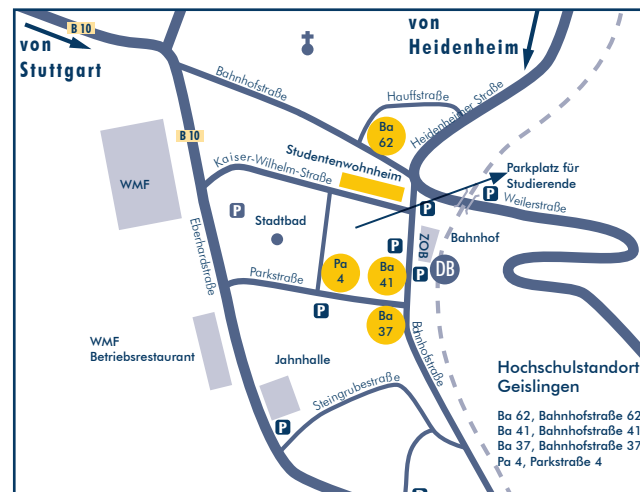 B 10
von
Stuttgart
von
Heidenheim
Bahnhofstraße
Hauffstraße
Ba
62
Heidenheimer Straße
B 10
WMF
Kaiser-Wilhelm-Straße
Studentenwohnheim
Parkplatz für
Studierende
P
Weilerstraße
P
P
Stadtbad
P
ZOB
Bahnhof
Eberhardstraße
Pa
4
Ba
41
P
DB
Parkstraße
P
Ba
37
Bahnhofstraße
WMF
Betriebsrestaurant
Jahnhalle
Steingrubestraße
P
P
Hochschulstandort
Geislingen
Ba 62, Bahnhofstraße 62
Ba 41, Bahnhofstraße 41
Ba 37, Bahnhofstraße 37
Pa 4, Parkstraße 4